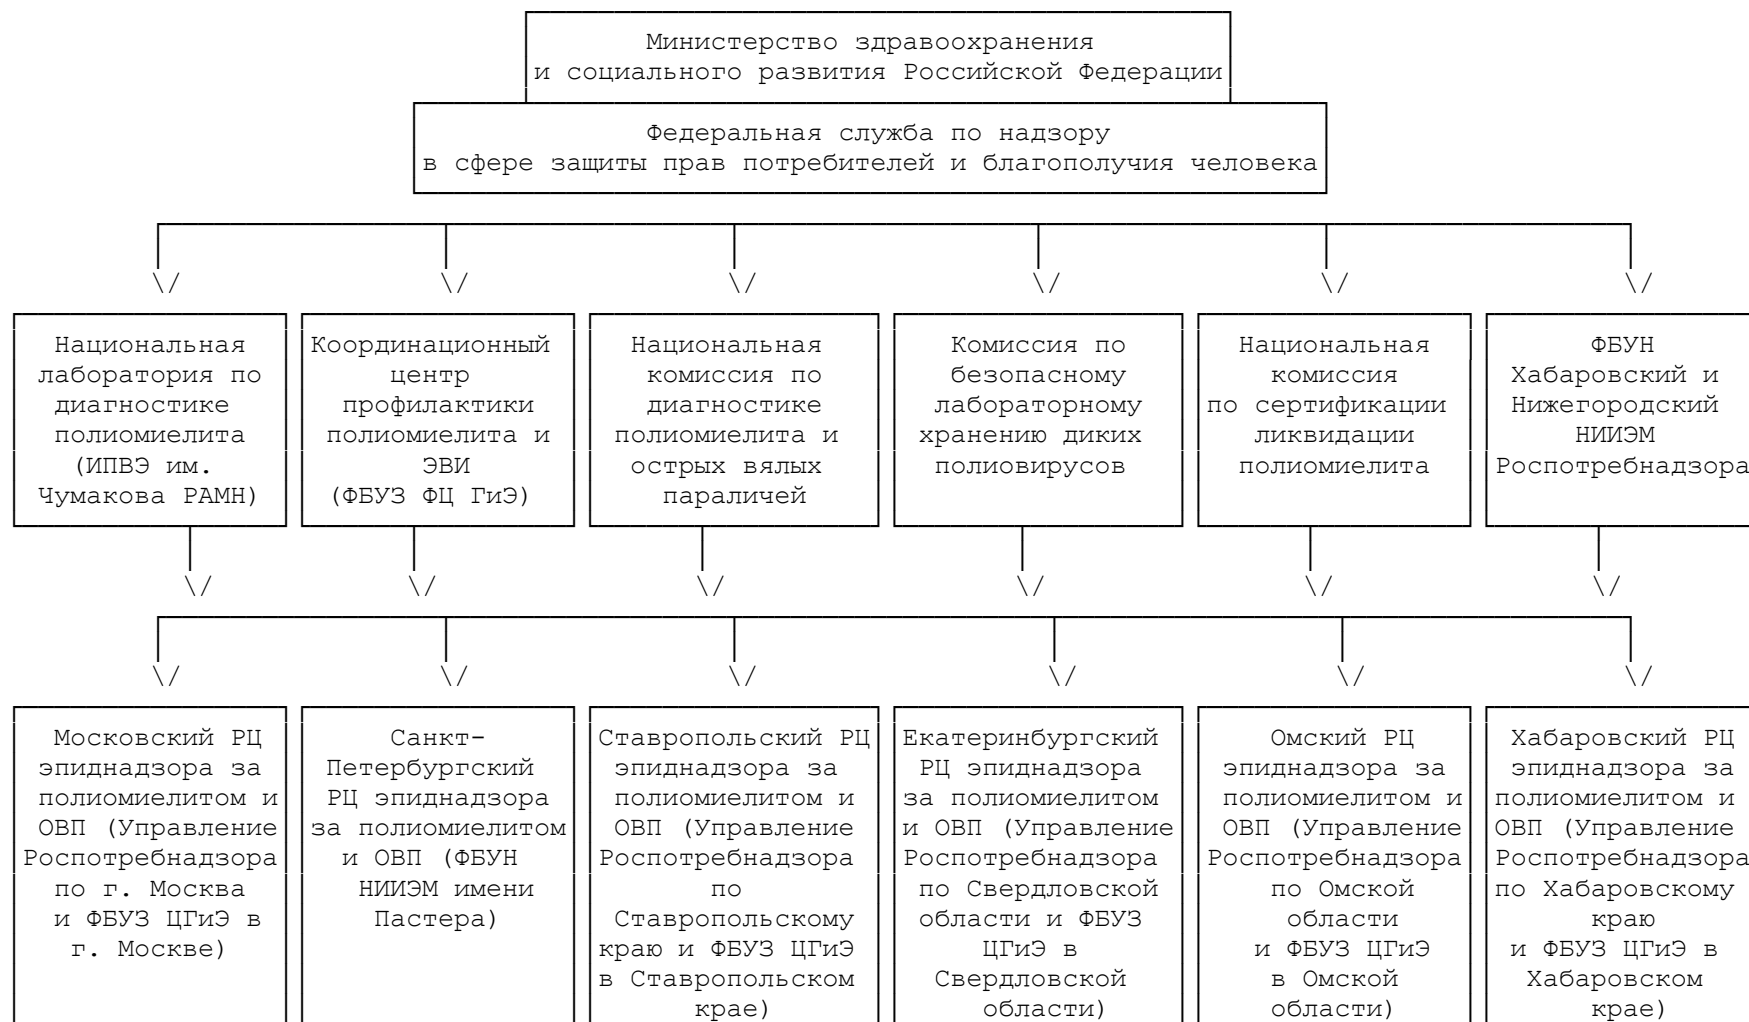 Министерство здравоохранения
и социального развития Российской Федерации
Федеральная служба по надзору
в сфере защиты прав потребителей и благополучия человека
Национальная
лаборатория по
диагностике
полиомиелита
(ИПВЭ им.
Чумакова РАМН)
Координационный
центр
профилактики
полиомиелита и
ЭВИ
(ФБУЗ ФЦ ГиЭ)
Национальная
комиссия по
диагностике
полиомиелита и
острых вялых
параличей
Комиссия по
безопасному
лабораторному
хранению диких
полиовирусов
Национальная
комиссия
по сертификации
ликвидации
полиомиелита
ФБУН
Хабаровский и
Нижегородский
НИИЭМ
Роспотребнадзора
Московский РЦ
эпиднадзора за
полиомиелитом и
ОВП (Управление
Роспотребнадзора
по г. Москва
и ФБУЗ ЦГиЭ в
г. Москве)
Санкт-
Петербургский
РЦ эпиднадзора
за полиомиелитом
и ОВП (ФБУН
НИИЭМ имени
Пастера)
Ставропольский РЦ
эпиднадзора за
полиомиелитом и
ОВП (Управление
Роспотребнадзора
по
Ставропольскому
краю и ФБУЗ ЦГиЭ
в Ставропольском
крае)
Екатеринбургский
РЦ эпиднадзора
за полиомиелитом
и ОВП (Управление
Роспотребнадзора
по Свердловской
области и ФБУЗ
ЦГиЭ в
Свердловской
области)
Омский РЦ
эпиднадзора за
полиомиелитом и
ОВП (Управление
Роспотребнадзора
по Омской
области
и ФБУЗ ЦГиЭ
в Омской
области)
Хабаровский РЦ
эпиднадзора за
полиомиелитом и
ОВП (Управление
Роспотребнадзора
по Хабаровскому
краю
и ФБУЗ ЦГиЭ в
Хабаровском
крае)